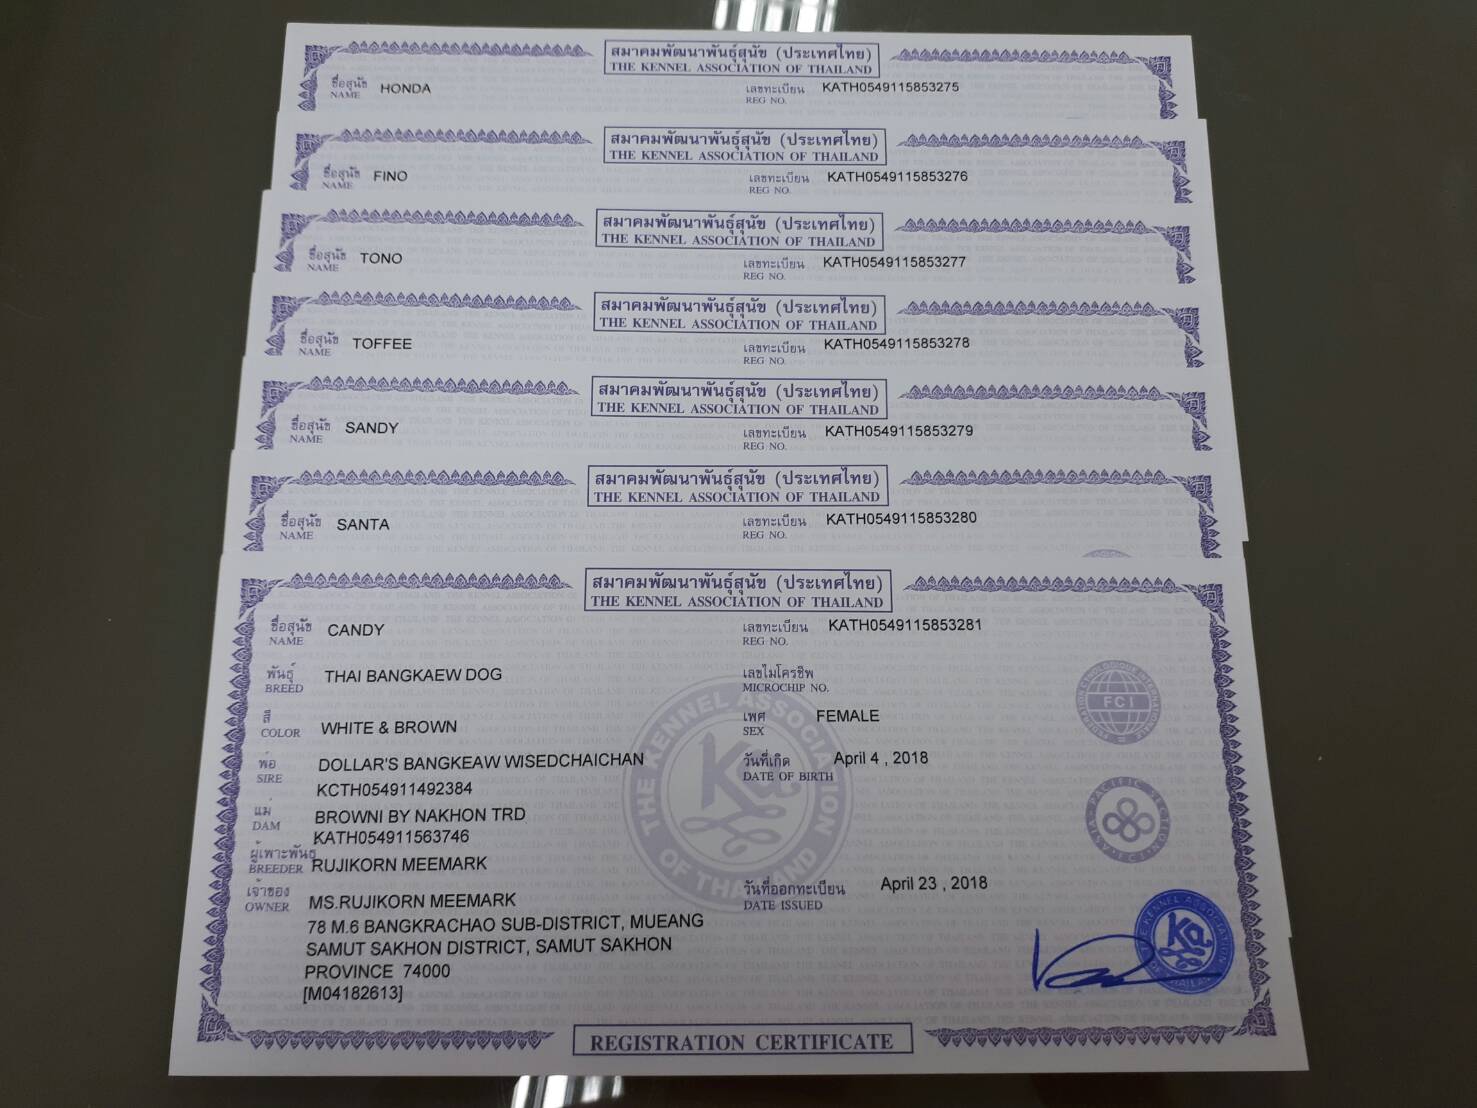 สมาคมพัฒนาพันธุ์สุนัข (ประเทศไทย)
THE KENNEL ASSOCIATION OF THAILAND
ชื่อสุนัข HONDA เลขทะเบียน KATH0549115853275
NAME REG NO.
สมาคมพัฒนาพันธุ์สุนัข (ประเทศไทย)
THE KENNEL ASSOCIATION OF THAILAND
ชื่อสุนัข FINO เลขทะเบียน KATH0549115853276
NAME REG NO.
สมาคมพัฒนาพันธุ์สุนัข (ประเทศไทย)
THE KENNEL ASSOCIATION OF THAILAND
ชื่อสุนัข TONO เลขทะเบียน KATH0549115853277
NAME REG NO.
สมาคมพัฒนาพันธุ์สุนัข (ประเทศไทย)
THE KENNEL ASSOCIATION OF THAILAND
ชื่อสุนัข TOFFEE เลขทะเบียน KATH0549115853278
NAME REG NO.
สมาคมพัฒนาพันธุ์สุนัข (ประเทศไทย)
THE KENNEL ASSOCIATION OF THAILAND
ชื่อสุนัข SANDY เลขทะเบียน KATH0549115853279
NAME REG NO.
สมาคมพัฒนาพันธุ์สุนัข (ประเทศไทย)
THE KENNEL ASSOCIATION OF THAILAND
ชื่อสุนัข SANTA เลขทะเบียน KATH0549115853280
NAME REG NO.
สมาคมพัฒนาพันธุ์สุนัข (ประเทศไทย)
THE KENNEL ASSOCIATION OF THAILAND
ชื่อสุนัข CANDY เลขทะเบียน KATH0549115853281
NAME REG NO.
พันธุ์ THAI BANGKAEW DOG เลขไมโครชิพ
BREED MICROCHIP NO.
สี WHITE & BROWN เพศ FEMALE
COLOR SEX
พ่อ DOLLAR'S BANGKEAW WISEDCHAICHAN วันที่เกิด April 4 , 2018
SIRE KCTH054911492384 DATE OF BIRTH
แม่ BROWNI BY NAKHON TRD
DAM KATH054911563746
ผู้เพาะพันธุ์
BREEDER RUJIKORN MEEMARK
เจ้าของ MS.RUJIKORN MEEMARK วันที่ออกทะเบียน April 23 , 2018
OWNER DATE ISSUED
78 M.6 BANGKRACHAO SUB-DISTRICT, MUEANG
SAMUT SAKHON DISTRICT, SAMUT SAKHON
PROVINCE 74000
[M04182613]
THE KENNEL ASSOCIATION OF THAILAND
Ka
FCI
FEDERATION CYNOLOGIQUE INTERNATIONALE
REGISTRATION CERTIFICATE